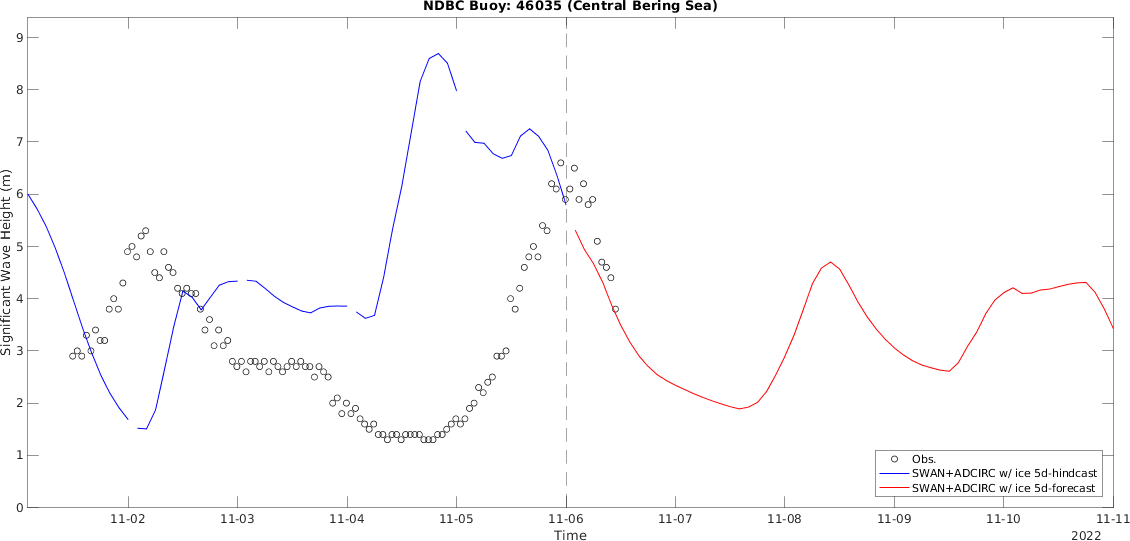 NDBC Buoy: 46035 (Central Bering Sea)
Significant Wave Height (m)
9
8
7
6
5
4
3
2
1
0
Obs.
SWAN+ADCIRC w/ ice 5d-hindcast
SWAN+ADCIRC w/ ice 5d-forecast
11-02 11-03 11-04 11-05 11-06 11-07 11-08 11-09 11-10 11-11
Time
2022